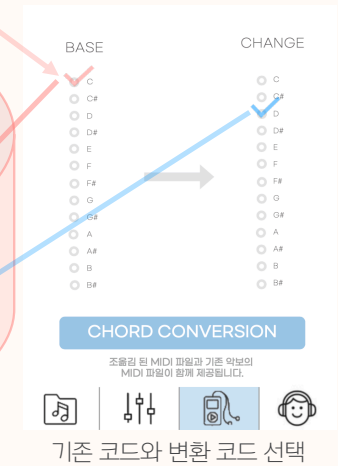 BASE
CHANGE
C
C#
D
D#
E
F
F#
G
G#
A
A#
B
B#
C
C#
D
D#
E
F
F#
G
G#
A
A#
B
B#
CHORD CONVERSION
조옮김 된 MIDI 파일과 기존 악보의
MIDI 파일이 함께 제공됩니다.
기존 코드와 변환 코드 선택